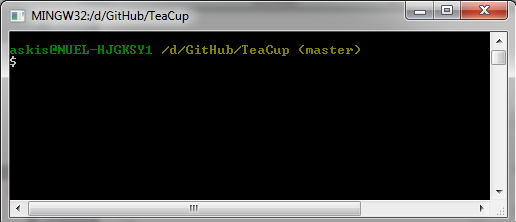 MINGW32:/d/GitHub/TeaCup
askis@NUEL-HJGKSY1 /d/GitHub/TeaCup (master)
$